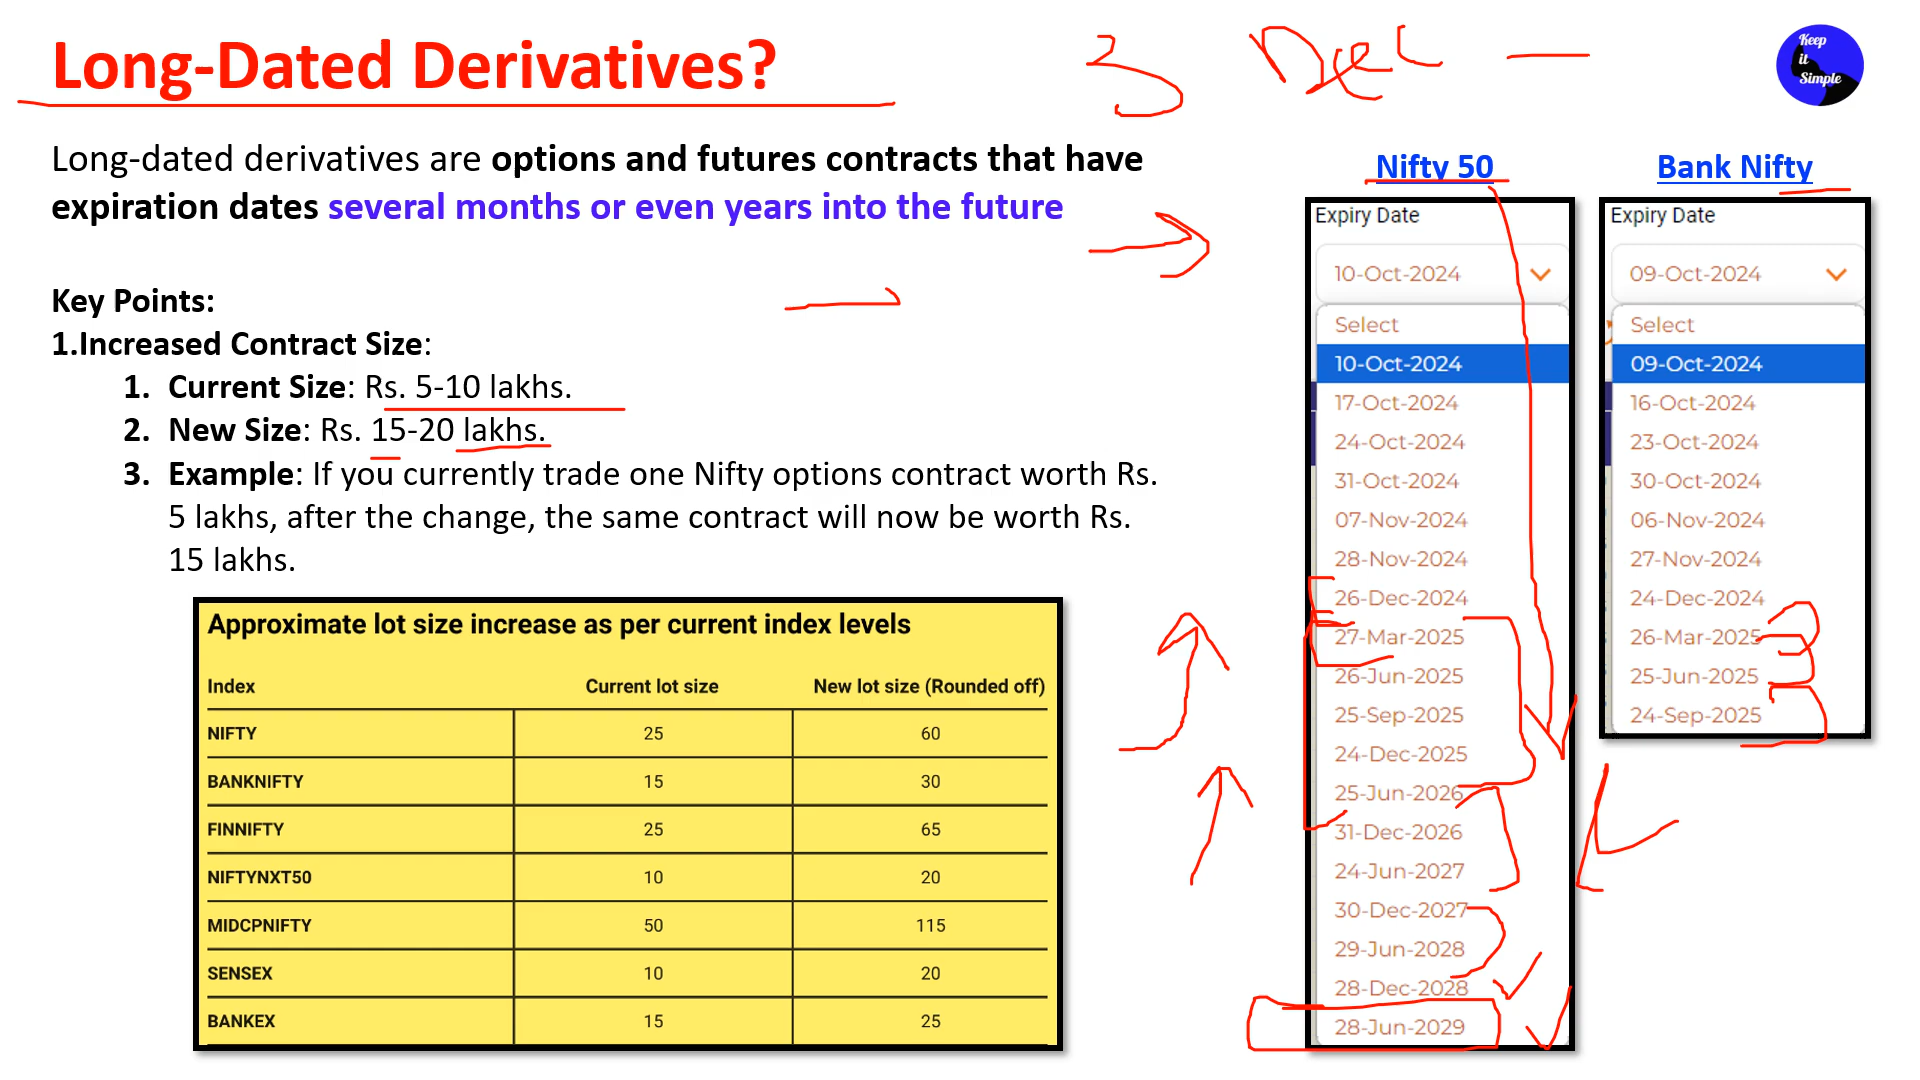 Long-Dated Derivatives?
3 Dec —
Keep
it
Simple
Long-dated derivatives are options and futures contracts that have
expiration dates several months or even years into the future
Key Points:
1.Increased Contract Size:
1. Current Size: Rs. 5-10 lakhs.
2. New Size: Rs. 15-20 lakhs.
3. Example: If you currently trade one Nifty options contract worth Rs.
5 lakhs, after the change, the same contract will now be worth Rs.
15 lakhs.
Approximate lot size increase as per current index levels
Index Current lot size New lot size (Rounded off)
NIFTY 25 60
BANKNIFTY 15 30
FINNIFTY 25 65
NIFTYNXT50 10 20
MIDCPNIFTY 50 115
SENSEX 10 20
BANKEX 15 25
Nifty 50
Expiry Date
10-Oct-2024
Select
10-Oct-2024
17-Oct-2024
24-Oct-2024
31-Oct-2024
07-Nov-2024
28-Nov-2024
26-Dec-2024
27-Mar-2025
26-Jun-2025
25-Sep-2025
24-Dec-2025
25-Jun-2026
31-Dec-2026
24-Jun-2027
30-Dec-2027
29-Jun-2028
28-Dec-2028
28-Jun-2029
Bank Nifty
Expiry Date
09-Oct-2024
Select
09-Oct-2024
16-Oct-2024
23-Oct-2024
30-Oct-2024
06-Nov-2024
27-Nov-2024
24-Dec-2024
26-Mar-2025
25-Jun-2025
24-Sep-2025